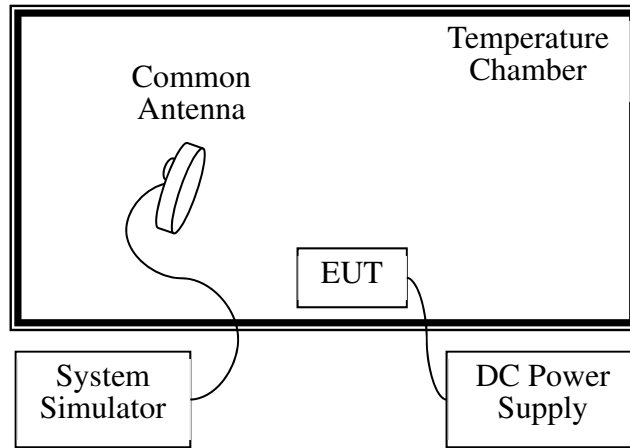 Temperature
Chamber
Common
Antenna
EUT
System
Simulator
DC Power
Supply